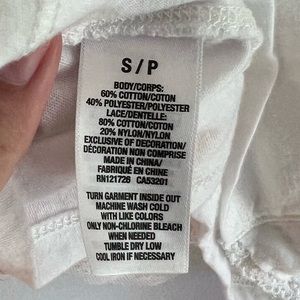 S / P
BODY/CORPS:
60% COTTON/COTON
40% POLYESTER/POLYESTER
LACE/DENTELLE:
80% COTTON/COTON
20% NYLON/NYLON
EXCLUSIVE OF DECORATION/
DÉCORATION NON COMPRISE
MADE IN CHINA/
FABRIQUÉ EN CHINE
RN121726 CA53201
TURN GARMENT INSIDE OUT
MACHINE WASH COLD
WITH LIKE COLORS
ONLY NON-CHLORINE BLEACH
WHEN NEEDED
TUMBLE DRY LOW
COOL IRON IF NECESSARY